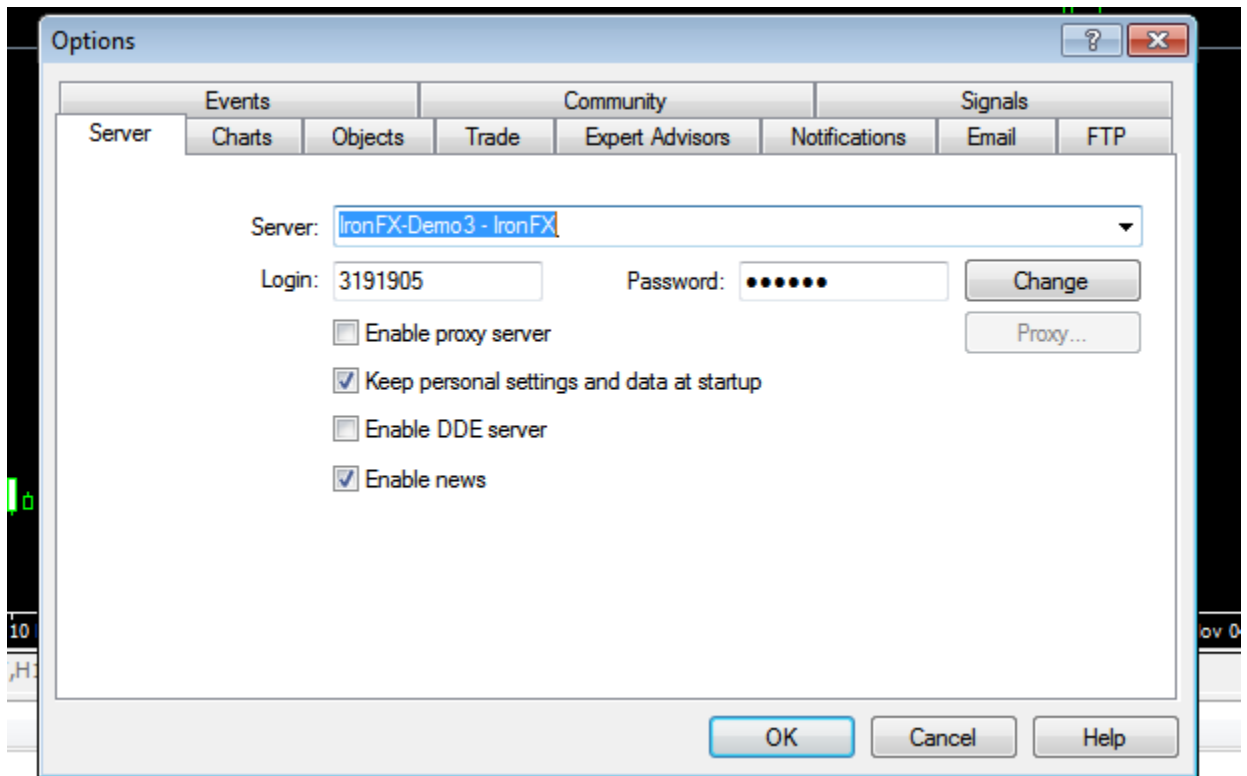 Options
Events Community Signals
Server Charts Objects Trade Expert Advisors Notifications Email FTP
Server: IronFX-Demo3 - IronFX
Login: 3191905 Password: ●●●●●● Change
Enable proxy server Proxy...
Keep personal settings and data at startup
Enable DDE server
Enable news
10
,H1
OK Cancel Help